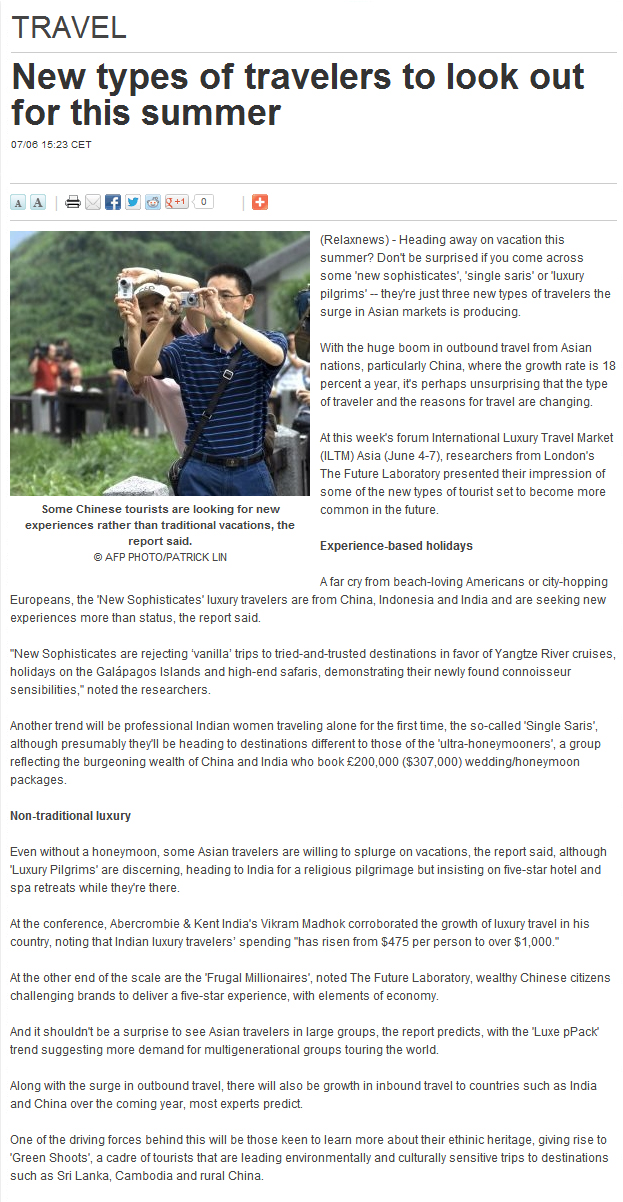 TRAVEL
New types of travelers to look out
for this summer
07/06 15:23 CET
A A +1 0
(Relaxnews) - Heading away on vacation this
summer? Don't be surprised if you come across
some 'new sophisticates', 'single saris' or 'luxury
pilgrims' -- they're just three new types of travelers the
surge in Asian markets is producing.
With the huge boom in outbound travel from Asian
nations, particularly China, where the growth rate is 18
percent a year, it's perhaps unsurprising that the type
of traveler and the reasons for travel are changing.
At this week's forum International Luxury Travel Market
(ILTM) Asia (June 4-7), researchers from London's
The Future Laboratory presented their impression of
some of the new types of tourist set to become more
common in the future.
Some Chinese tourists are looking for new
experiences rather than traditional vacations, the
report said.
© AFP PHOTO/PATRICK LIN
Experience-based holidays
A far cry from beach-loving Americans or city-hopping
Europeans, the 'New Sophisticates' luxury travelers are from China, Indonesia and India and are seeking new
experiences more than status, the report said.
"New Sophisticates are rejecting ‘vanilla’ trips to tried-and-trusted destinations in favor of Yangtze River cruises,
holidays on the Galápagos Islands and high-end safaris, demonstrating their newly found connoisseur
sensibilities," noted the researchers.
Another trend will be professional Indian women traveling alone for the first time, the so-called 'Single Saris',
although presumably they'll be heading to destinations different to those of the 'ultra-honeymooners', a group
reflecting the burgeoning wealth of China and India who book £200,000 ($307,000) wedding/honeymoon
packages.
Non-traditional luxury
Even without a honeymoon, some Asian travelers are willing to splurge on vacations, the report said, although
'Luxury Pilgrims' are discerning, heading to India for a religious pilgrimage but insisting on five-star hotel and
spa retreats while they're there.
At the conference, Abercrombie & Kent India's Vikram Madhok corroborated the growth of luxury travel in his
country, noting that Indian luxury travelers’ spending "has risen from $475 per person to over $1,000."
At the other end of the scale are the 'Frugal Millionaires', noted The Future Laboratory, wealthy Chinese citizens
challenging brands to deliver a five-star experience, with elements of economy.
And it shouldn't be a surprise to see Asian travelers in large groups, the report predicts, with the 'Luxe pPack'
trend suggesting more demand for multigenerational groups touring the world.
Along with the surge in outbound travel, there will also be growth in inbound travel to countries such as India
and China over the coming year, most experts predict.
One of the driving forces behind this will be those keen to learn more about their ethinic heritage, giving rise to
'Green Shoots', a cadre of tourists that are leading environmentally and culturally sensitive trips to destinations
such as Sri Lanka, Cambodia and rural China.